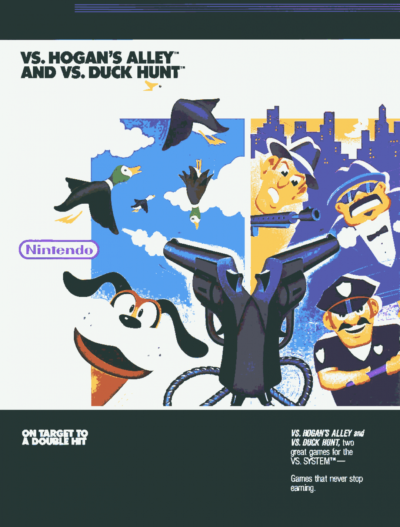 VS. HOGAN'S ALLEY™
AND VS. DUCK HUNT™
Nintendo
ON TARGET TO
A DOUBLE HIT
VS. HOGAN'S ALLEY and
VS. DUCK HUNT, two
great games for the
VS. SYSTEM™—
Games that never stop
earning.